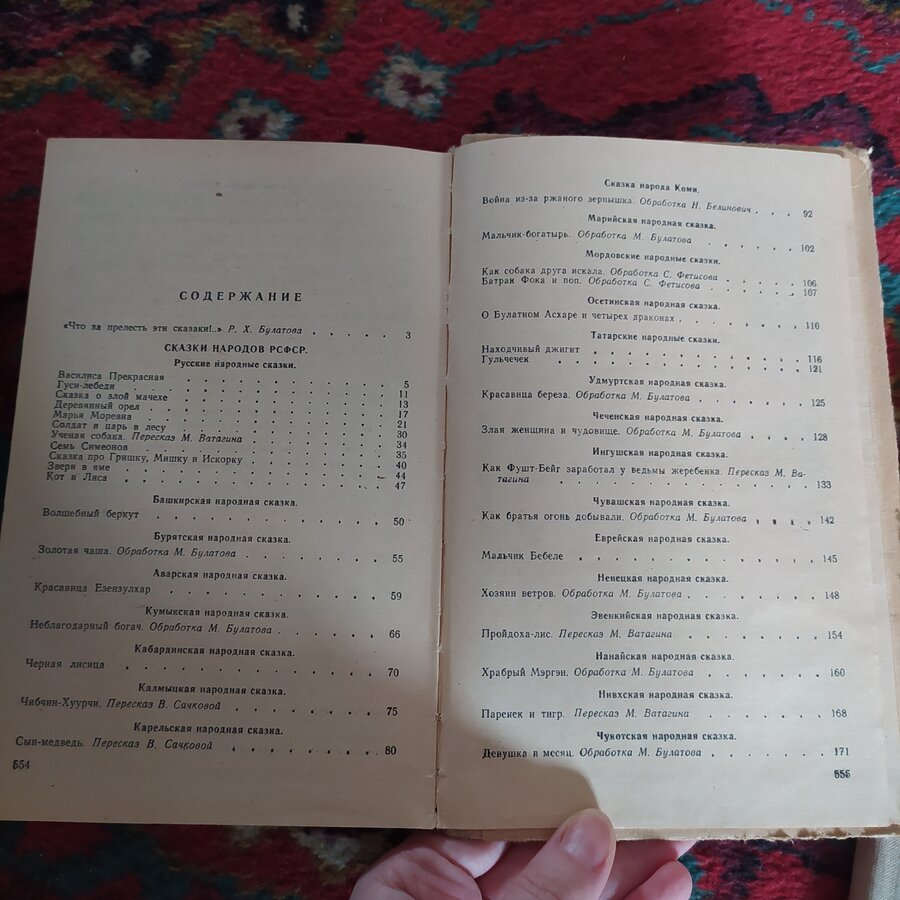 СОДЕРЖАНИЕ
«Что за прелесть эти сказаки!..» Р. Х. Булатова . . . . . 3
СКАЗКИ НАРОДОВ РСФСР.
Русские народные сказки.
Василиса Прекрасная 5
Гуси-лебеди 11
Сказка о злой мачехе 13
Деревянный орел 17
Марья Моревна 21
Солдат и царь в лесу 30
Ученая собака. Пересказ М. Ватагина 34
Семь Симеонов 35
Сказка про Гришку, Мишку и Искорку 40
Звери в яме 44
Кот и Лиса 47
Башкирская народная сказка.
Волшебный беркут 50
Бурятская народная сказка.
Золотая чаша. Обработка М. Булатова 55
Аварская народная сказка.
Красавица Езензулхар 59
Кумыкская народная сказка.
Неблагодарный богач. Обработка М. Булатова 66
Кабардинская народная сказка.
Черная лисица 70
Калмыцкая народная сказка.
Чибчин-Хуурчи. Пересказ В. Сачковой 75
Карельская народная сказка.
Сын-медведь. Пересказ В. Сачковой 80
554
Сказка народа Коми.
Война из-за ржаного зернышка. Обработка Н. Белинович 92
Марийская народная сказка.
Мальчик-богатырь. Обработка М. Булатова 102
Мордовские народные сказки.
Как собака друга искала. Обработка С. Фетисова 106
Батрак Фока и поп. Обработка С. Фетисова 107
Осетинская народная сказка.
О Булатном Асхаре и четырех драконах 110
Татарские народные сказки.
Находчивый джигит 116
Гульчечек 121
Удмуртская народная сказка.
Красавица береза. Обработка М. Булатова 125
Чеченская народная сказка.
Злая женщина и чудовище. Обработка М. Булатова 128
Ингушская народная сказка.
Как Фушт-Бейг заработал у ведьмы жеребенка. Пересказ М. Ва-
тагина 133
Чувашская народная сказка.
Как братья огонь добывали. Обработка М. Булатова 142
Еврейская народная сказка.
Мальчик Бебеле 145
Ненецкая народная сказка.
Хозяин ветров. Обработка М. Булатова 148
Эвенкийская народная сказка.
Пройдоха-лис. Пересказ М. Ватагина 154
Нанайская народная сказка.
Храбрый Мэргэн. Обработка М. Булатова 160
Нивхская народная сказка.
Паренек и тигр. Пересказ М. Ватагина 168
Чукотская народная сказка.
Девушка и месяц. Обработка М. Булатова 171
555